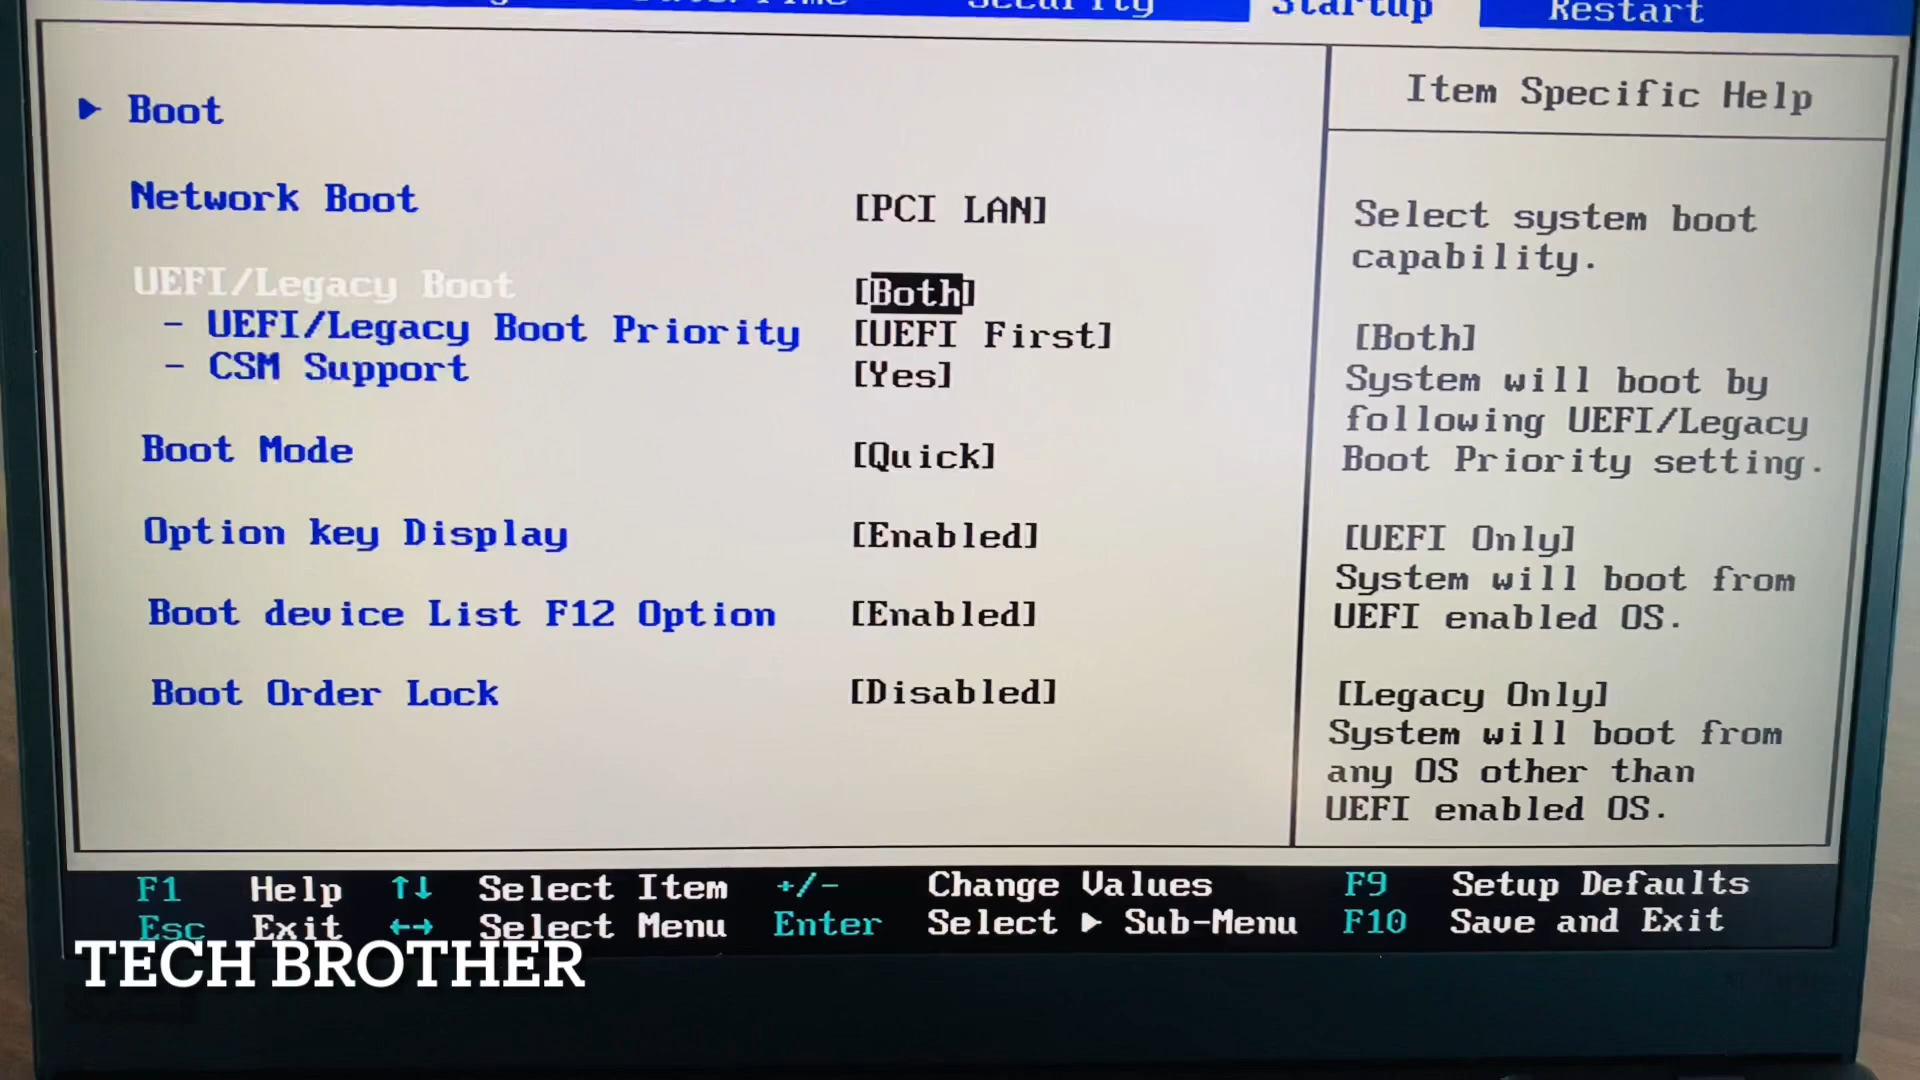 Security Startup Restart
Item Specific Help
▶ Boot
Network Boot [PCI LAN]
UEFI/Legacy Boot [Both]
- UEFI/Legacy Boot Priority [UEFI First]
- CSM Support [Yes]
Boot Mode [Quick]
Option key Display [Enabled]
Boot device List F12 Option [Enabled]
Boot Order Lock [Disabled]
Select system boot
capability.
[Both]
System will boot by
following UEFI/Legacy
Boot Priority setting.
[UEFI Only]
System will boot from
UEFI enabled OS.
[Legacy Only]
System will boot from
any OS other than
UEFI enabled OS.
F1 Help ↑↓ Select Item +/- Change Values F9 Setup Defaults
Esc Exit ←→ Select Menu Enter Select ▶ Sub-Menu F10 Save and Exit
TECH BROTHER